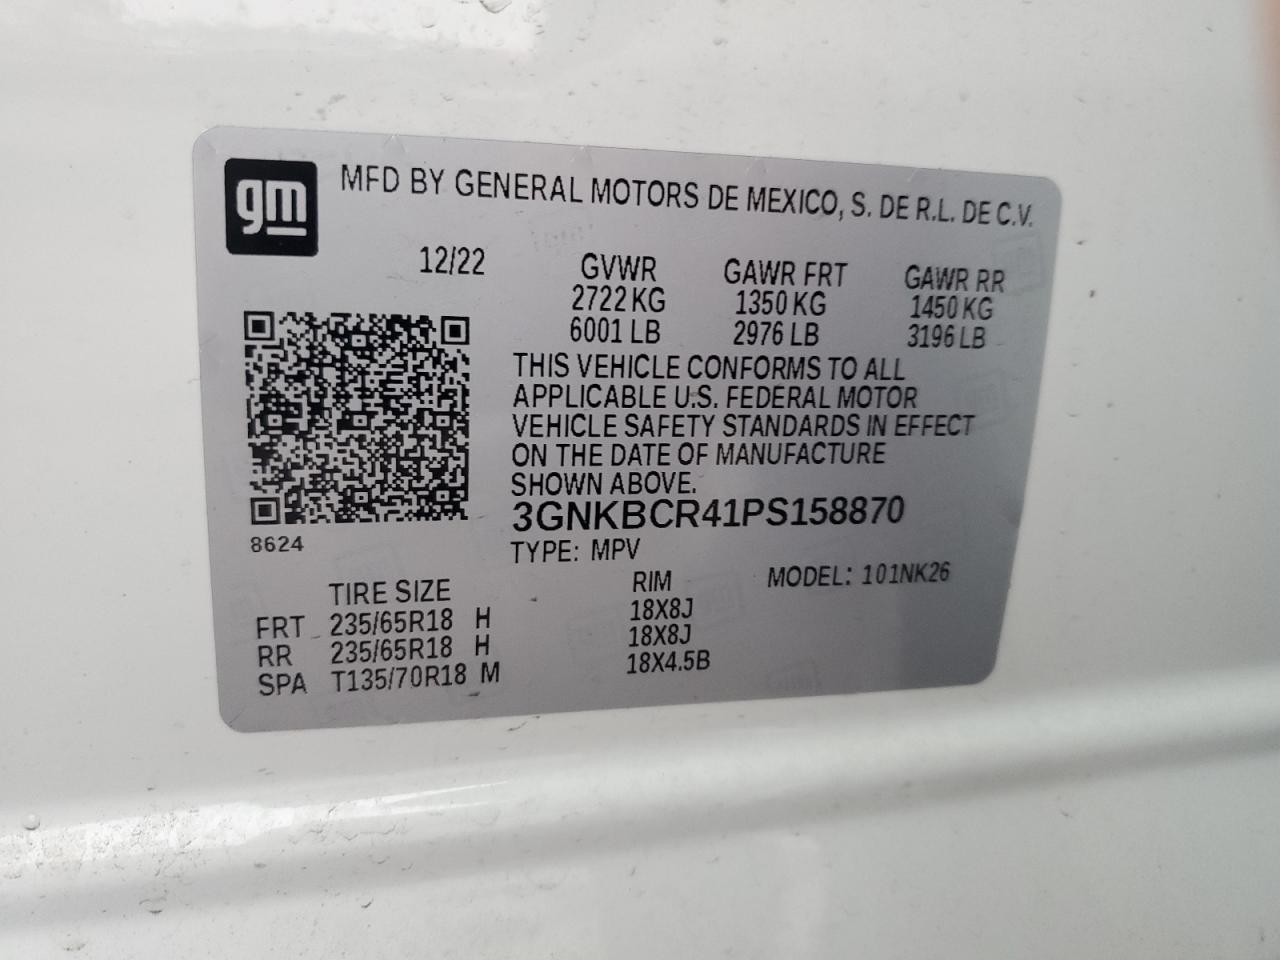 gm
MFD BY GENERAL MOTORS DE MEXICO, S. DE R.L. DE C.V.
12/22 GVWR GAWR FRT GAWR RR
2722 KG 1350 KG 1450 KG
6001 LB 2976 LB 3196 LB
THIS VEHICLE CONFORMS TO ALL
APPLICABLE U.S. FEDERAL MOTOR
VEHICLE SAFETY STANDARDS IN EFFECT
ON THE DATE OF MANUFACTURE
SHOWN ABOVE.
3GNKBCR41PS158870
8624
TYPE: MPV MODEL: 101NK26
TIRE SIZE RIM
FRT 235/65R18 H 18X8J
RR 235/65R18 H 18X8J
SPA T135/70R18 M 18X4.5B